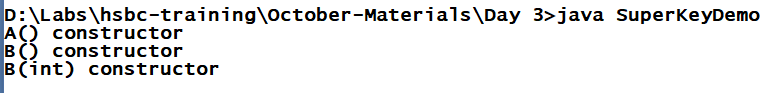 D:\Labs\hsbc-training\October-Materials\Day 3>java SuperKeyDemo
A() constructor
B() constructor
B(int) constructor